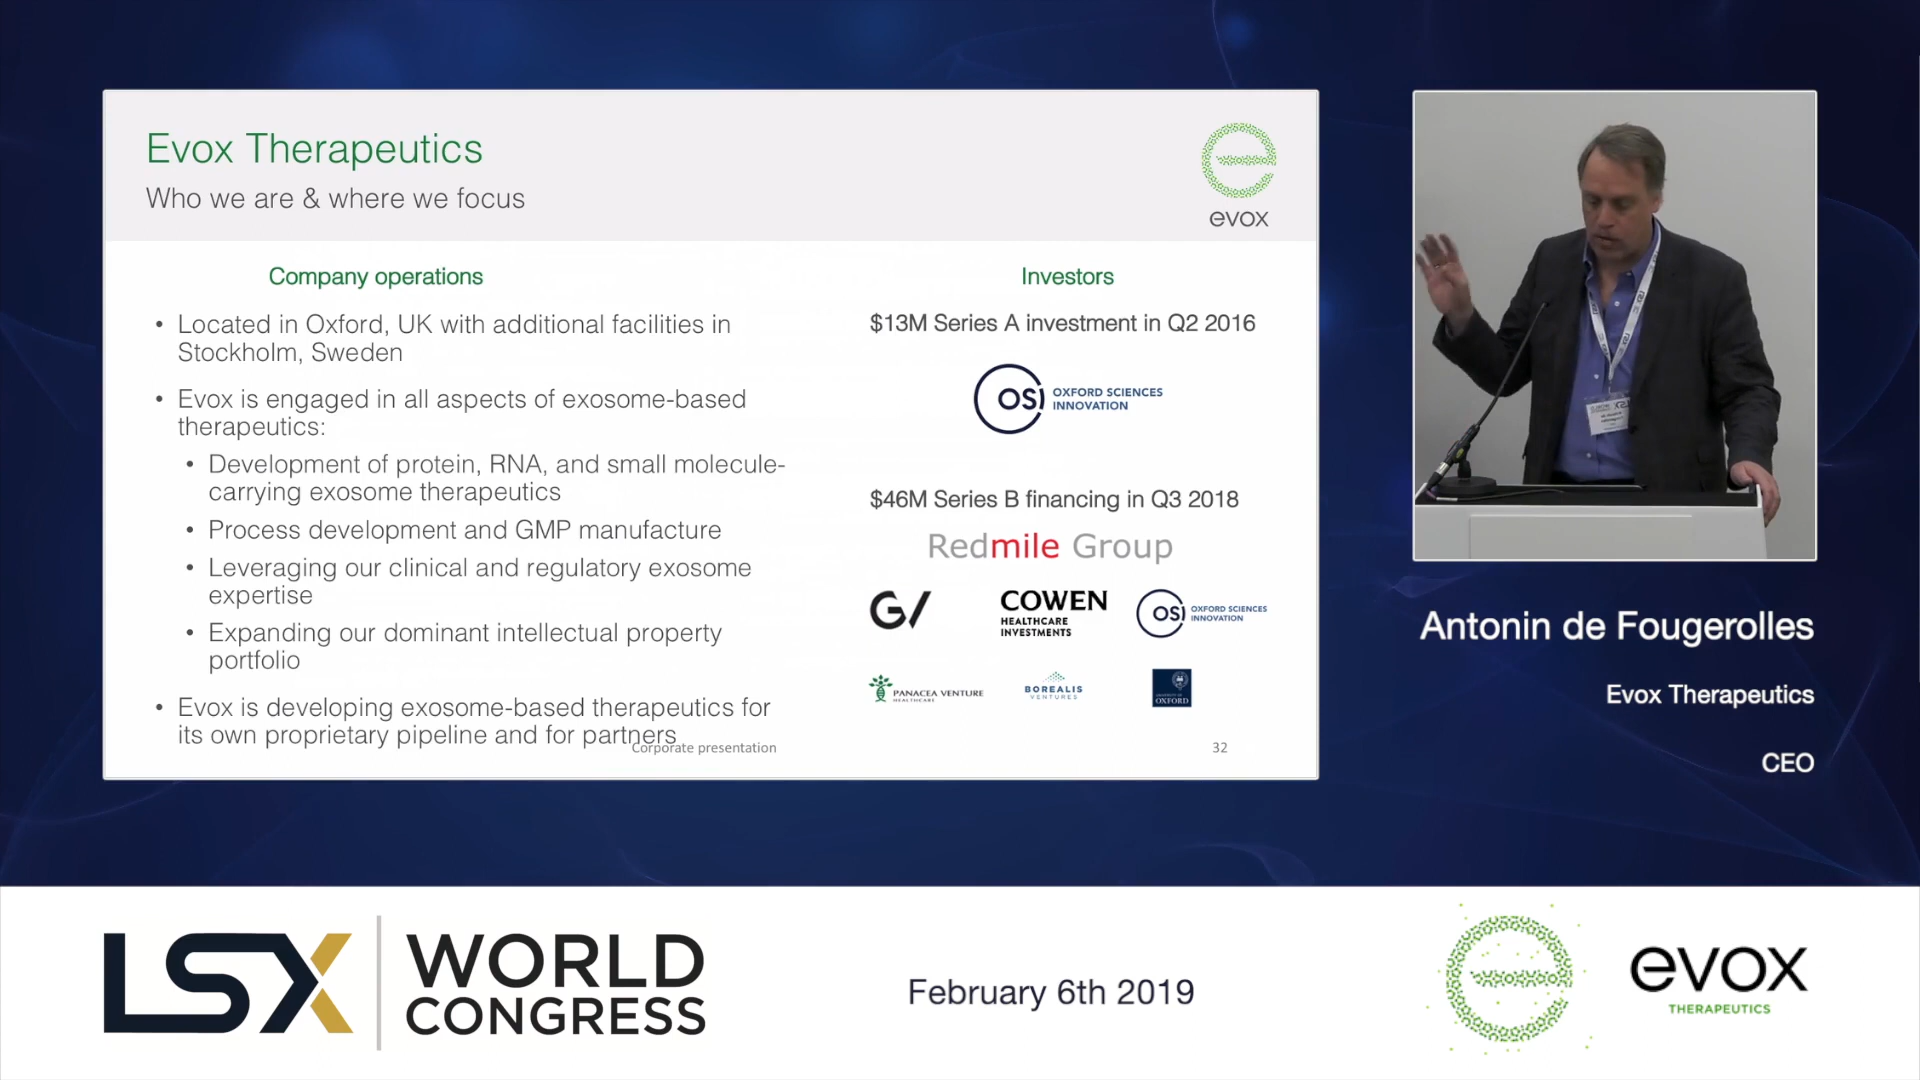 Evox Therapeutics
Who we are & where we focus
evox
Company operations
• Located in Oxford, UK with additional facilities in
Stockholm, Sweden
• Evox is engaged in all aspects of exosome-based
therapeutics:
• Development of protein, RNA, and small molecule-
carrying exosome therapeutics
• Process development and GMP manufacture
• Leveraging our clinical and regulatory exosome
expertise
• Expanding our dominant intellectual property
portfolio
• Evox is developing exosome-based therapeutics for
its own proprietary pipeline and for partners
Investors
$13M Series A investment in Q2 2016
OSI OXFORD SCIENCES
INNOVATION
$46M Series B financing in Q3 2018
Redmile Group
GV
COWEN
HEALTHCARE
INVESTMENTS
OSI OXFORD SCIENCES
INNOVATION
PANACEA VENTURE
HEALTHCARE
BOREALIS
VENTURES
UNIVERSITY OF
OXFORD
Corporate presentation
32
Antonin de Fougerolles
Evox Therapeutics
CEO
LSX WORLD
CONGRESS
February 6th 2019
evox
THERAPEUTICS